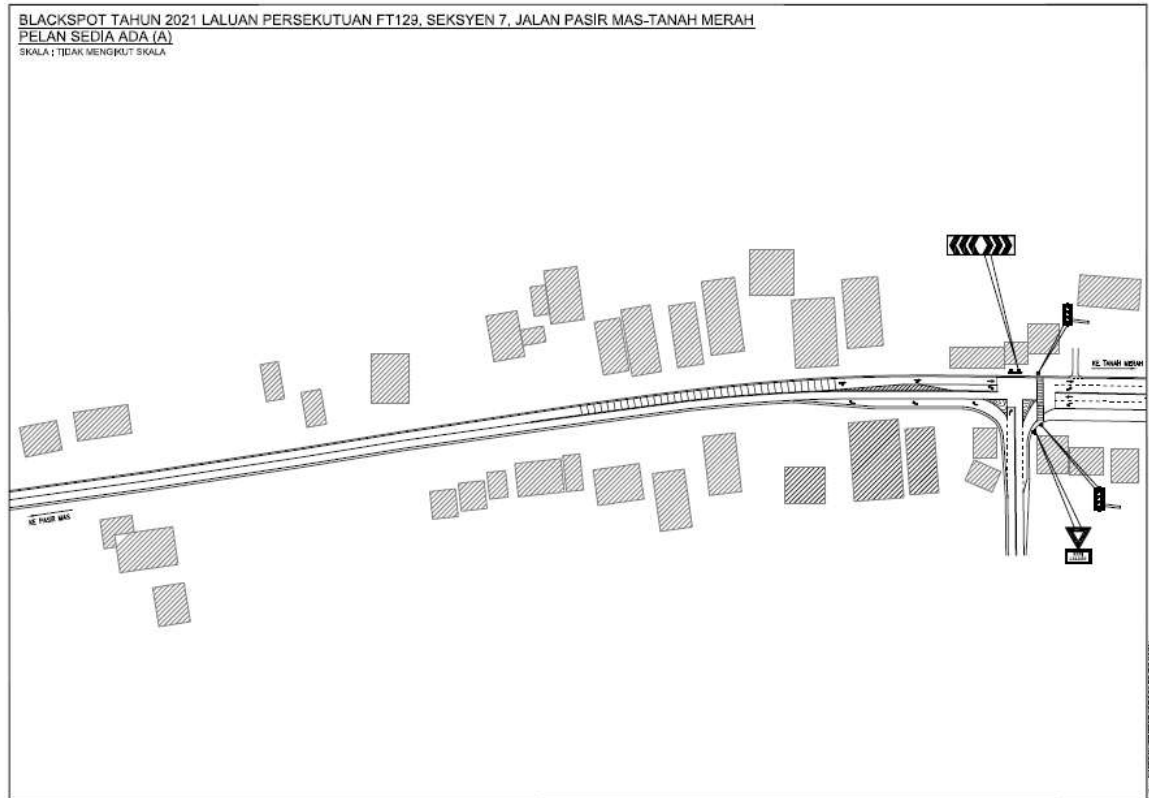 BLACKSPOT TAHUN 2021 LALUAN PERSEKUTUAN FT129, SEKSYEN 7, JALAN PASIR MAS-TANAH MERAH
PELAN SEDIA ADA (A)
SKALA : TIDAK MENGIKUT SKALA
KE TANAH MERAH
KE PASIR MAS